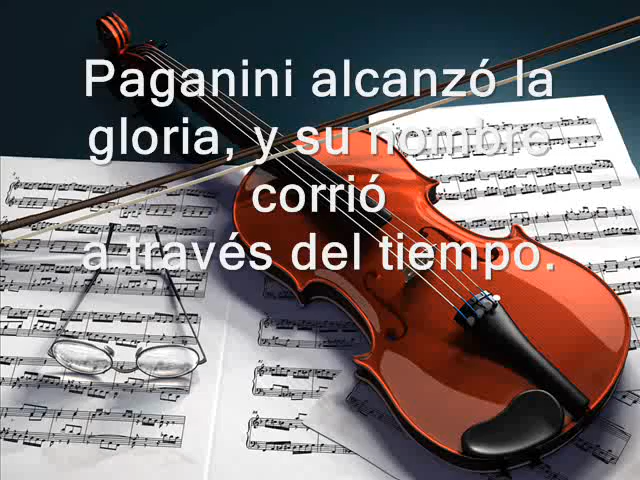 Paganini alcanzó la
gloria, y su nombre
corrió
a través del tiempo.